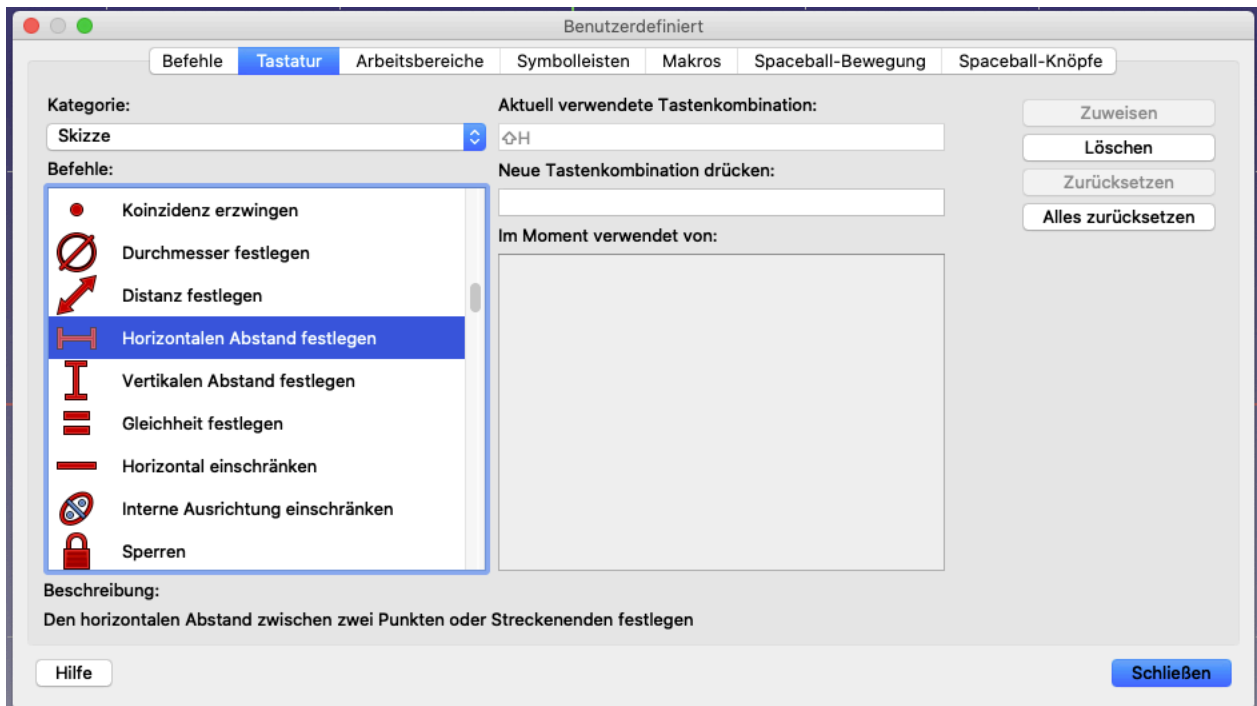 Benutzerdefiniert
Befehle Tastatur Arbeitsbereiche Symbolleisten Makros Spaceball-Bewegung Spaceball-Knöpfe
Kategorie:
Skizze
Befehle:
Koinzidenz erzwingen
Durchmesser festlegen
Distanz festlegen
Horizontalen Abstand festlegen
Vertikalen Abstand festlegen
Gleichheit festlegen
Horizontal einschränken
Interne Ausrichtung einschränken
Sperren
Aktuell verwendete Tastenkombination:
⇧H
Neue Tastenkombination drücken:
Im Moment verwendet von:
Zuweisen
Löschen
Zurücksetzen
Alles zurücksetzen
Beschreibung:
Den horizontalen Abstand zwischen zwei Punkten oder Streckenenden festlegen
Hilfe
Schließen